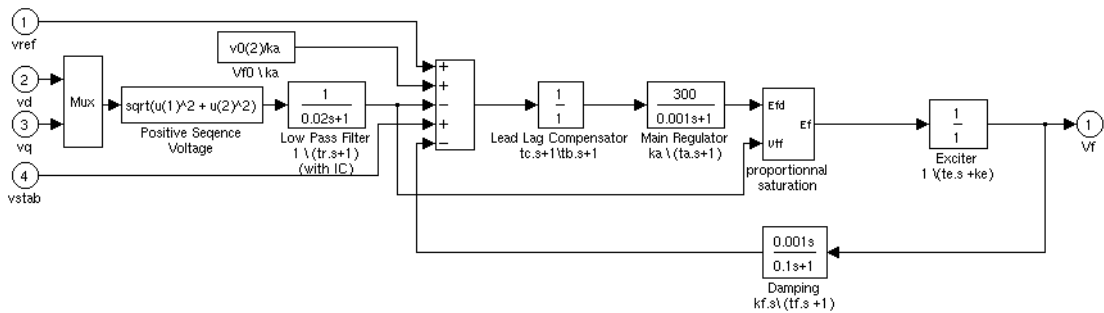 1
vref
v0(2)/ka
Vf0 \ ka
2
vd
3
vq
Mux
sqrt(u(1)^2 + u(2)^2)
Positive Seqence
Voltage
1
0.02s+1
Low Pass Filter
1 \ (tr.s+1)
(with IC)
4
vstab
+
+
−
+
−
1
1
Lead Lag Compensator
tc.s+1\tb.s+1
300
0.001s+1
Main Regulator
ka \ (ta.s+1)
Efd
Ef
Vtf
proportionnal
saturation
1
1
Exciter
1 \(te.s +ke)
1
Vf
0.001s
0.1s+1
Damping
kf.s\ (tf.s +1)